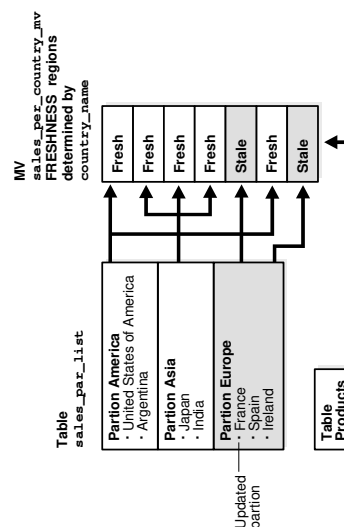 MV
sales_per_country_mv
FRESHNESS regions
determined by
country_name
Table
sales_par_list
Partion America
· United States of America
· Argentina
Partion Asia
· Japan
· India
Partion Europe
· France
· Spain
· Ireland
Updated
partion
Fresh
Fresh
Fresh
Fresh
Stale
Fresh
Stale
Table
Products